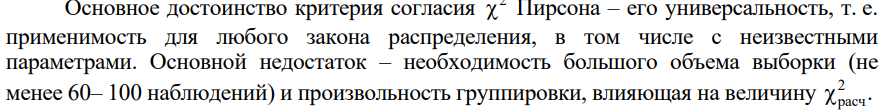 Основное достоинство критерия согласия χ² Пирсона – его универсальность, т. е.
применимость для любого закона распределения, в том числе с неизвестными
параметрами. Основной недостаток – необходимость большого объема выборки (не
менее 60– 100 наблюдений) и произвольность группировки, влияющая на величину χ²расч.